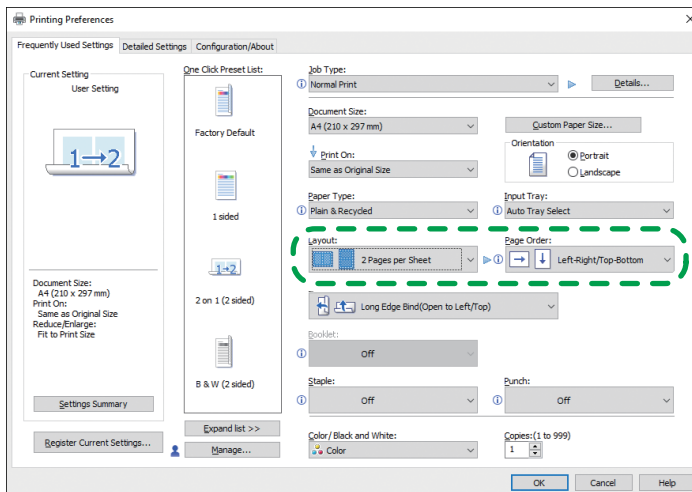 Printing Preferences
Frequently Used Settings Detailed Settings Configuration/About
Current Setting
User Setting
1→2
Document Size:
A4 (210 x 297 mm)
Print On:
Same as Original Size
Reduce/Enlarge:
Fit to Print Size
Settings Summary
Register Current Settings...
One Click Preset List:
Factory Default
1 sided
1→2
2 on 1 (2 sided)
B & W (2 sided)
Expand list >>
Manage...
Job Type:
Normal Print
Details...
Document Size:
A4 (210 x 297 mm)
Custom Paper Size...
Print On:
Same as Original Size
Orientation
Portrait
Landscape
Paper Type:
Plain & Recycled
Input Tray:
Auto Tray Select
Layout:
2 Pages per Sheet
Page Order:
Left-Right/Top-Bottom
Long Edge Bind(Open to Left/Top)
Booklet:
Off
Staple:
Off
Punch:
Off
Color/ Black and White:
Color
Copies:(1 to 999)
1
OK Cancel Help